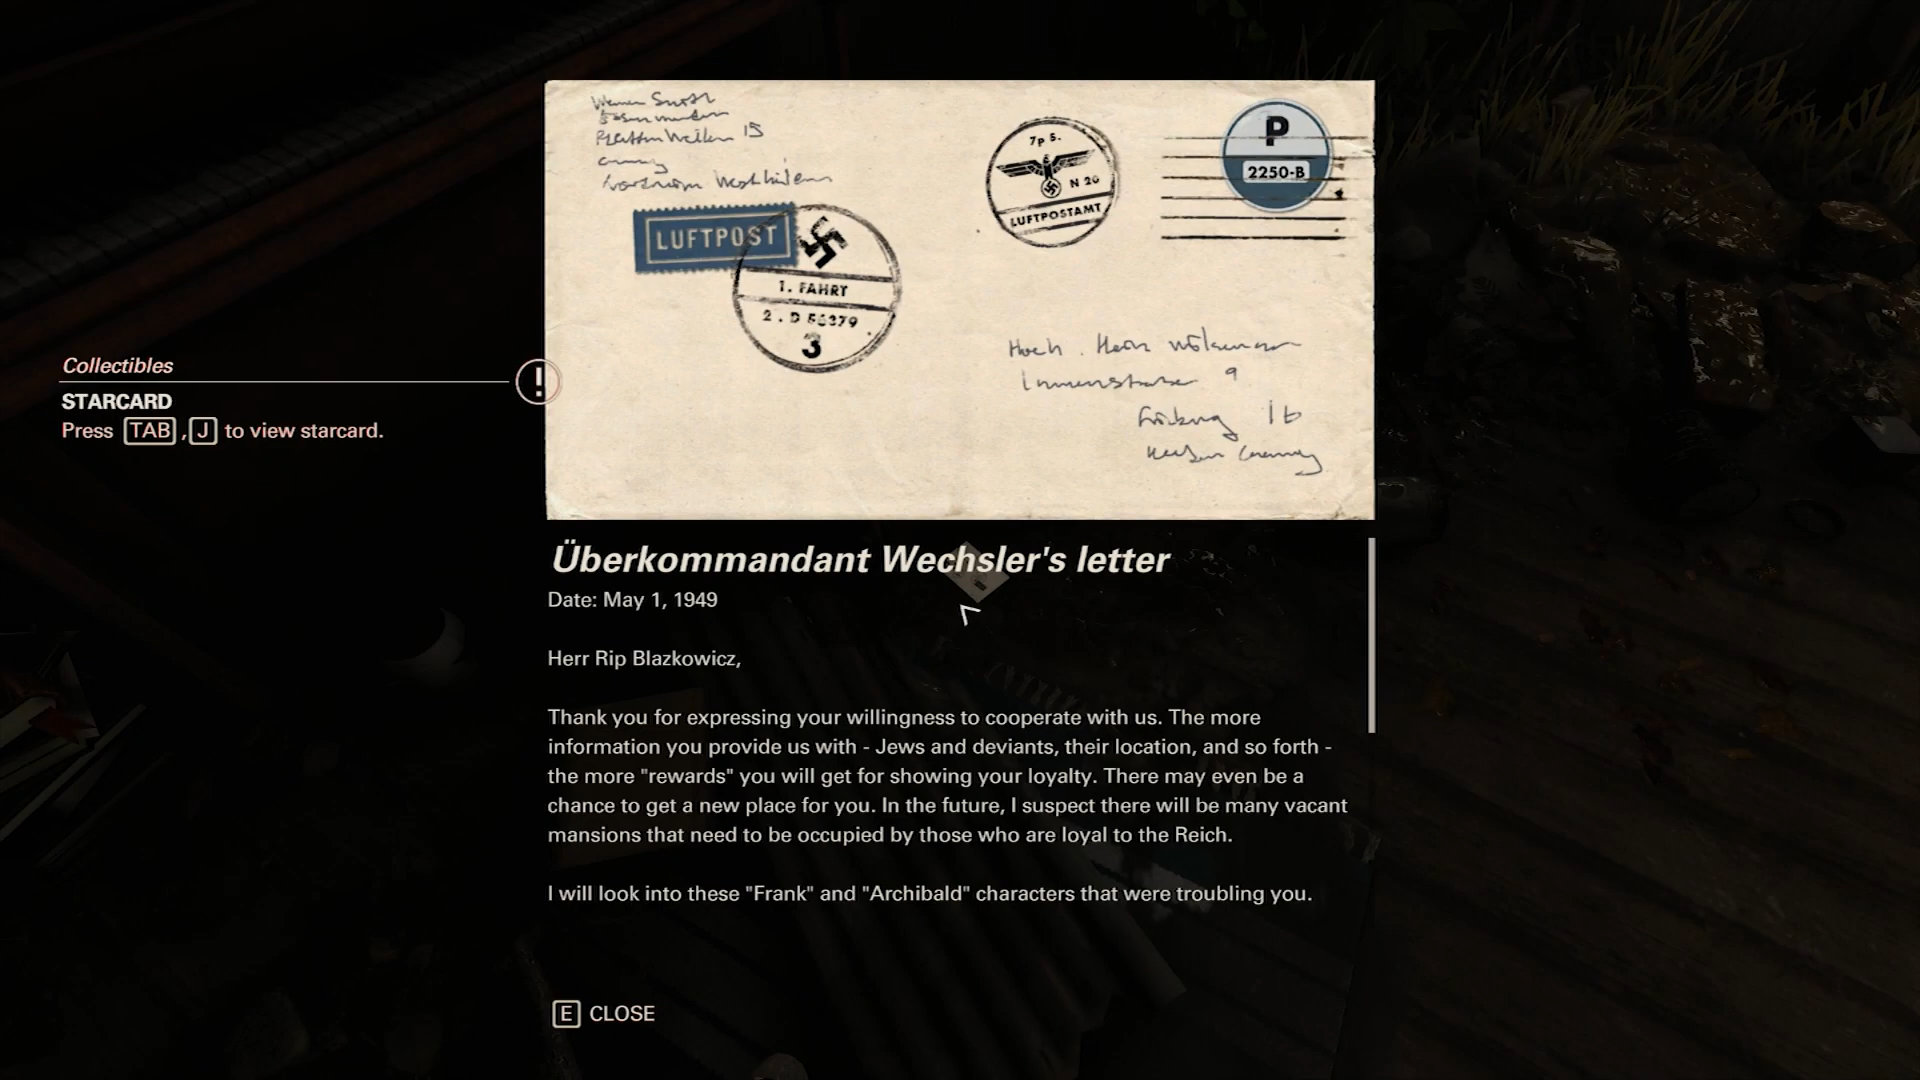 15
7p 5.
N 20
LUFTPOSTAMT
P
2250-B
LUFTPOST
1. FAHRT
3
9
Collectibles
STARCARD
Press TAB , J to view starcard.
!
Überkommandant Wechsler's letter
Date: May 1, 1949
Herr Rip Blazkowicz,
Thank you for expressing your willingness to cooperate with us. The more
information you provide us with - Jews and deviants, their location, and so forth -
the more "rewards" you will get for showing your loyalty. There may even be a
chance to get a new place for you. In the future, I suspect there will be many vacant
mansions that need to be occupied by those who are loyal to the Reich.
I will look into these "Frank" and "Archibald" characters that were troubling you.
E CLOSE